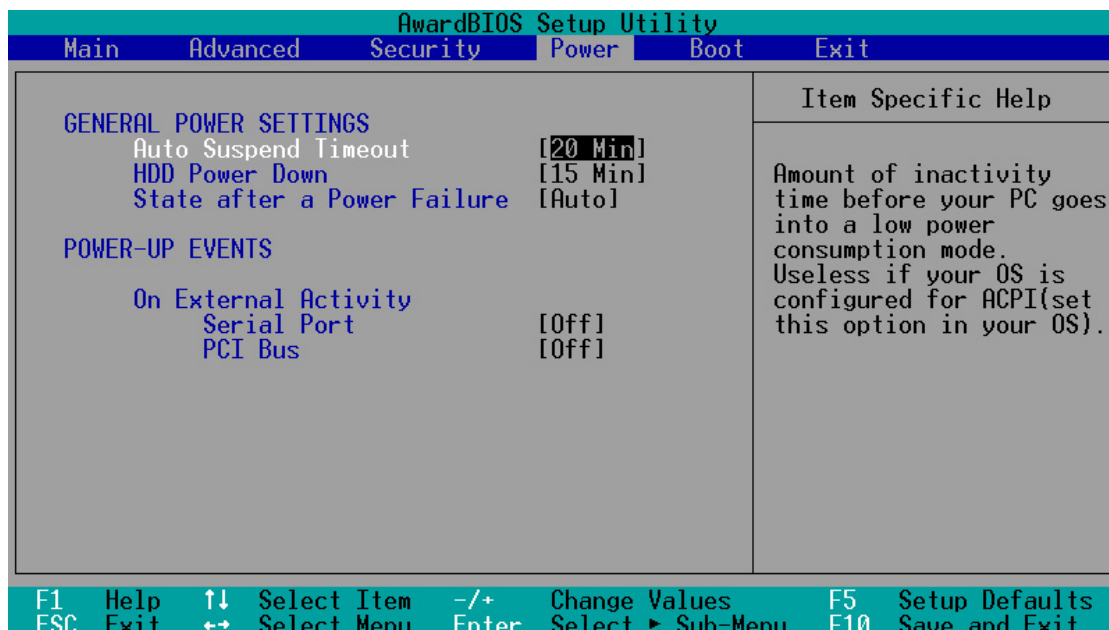 AwardBIOS Setup Utility
Main Advanced Security Power Boot Exit
GENERAL POWER SETTINGS
Auto Suspend Timeout [20 Min]
HDD Power Down [15 Min]
State after a Power Failure [Auto]
POWER-UP EVENTS
On External Activity
Serial Port [Off]
PCI Bus [Off]
Item Specific Help
Amount of inactivity
time before your PC goes
into a low power
consumption mode.
Useless if your OS is
configured for ACPI(set
this option in your OS).
F1 Help ↑↓ Select Item -/+ Change Values F5 Setup Defaults
ESC Exit ←→ Select Menu Enter Select ► Sub-Menu F10 Save and Exit